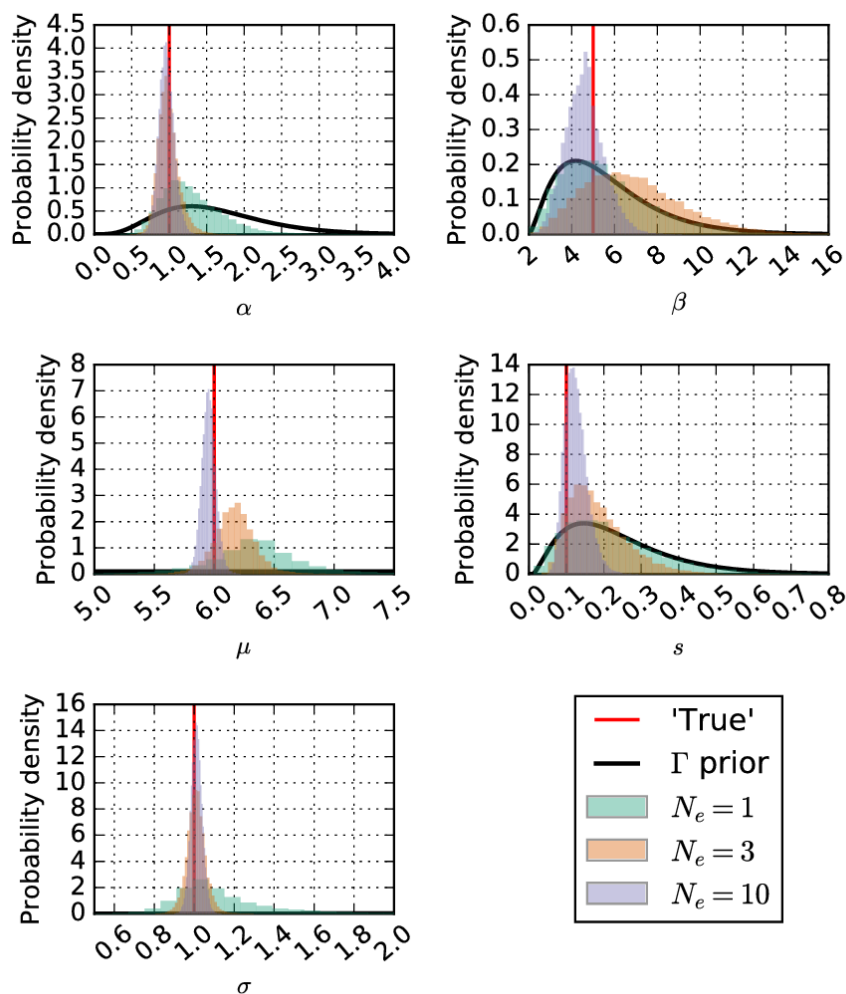 Probability density
4.5
4.0
3.5
3.0
2.5
2.0
1.5
1.0
0.5
0.0
0.0 0.5 1.0 1.5 2.0 2.5 3.0 3.5 4.0
α
Probability density
0.6
0.5
0.4
0.3
0.2
0.1
0.0
2 4 6 8 10 12 14 16
β
Probability density
8
7
6
5
4
3
2
1
0
5.0 5.5 6.0 6.5 7.0 7.5
μ
Probability density
14
12
10
8
6
4
2
0
0.0 0.1 0.2 0.3 0.4 0.5 0.6 0.7 0.8
s
Probability density
16
14
12
10
8
6
4
2
0
0.6 0.8 1.0 1.2 1.4 1.6 1.8 2.0
σ
'True'
Γ prior
Nₑ = 1
Nₑ = 3
Nₑ = 10